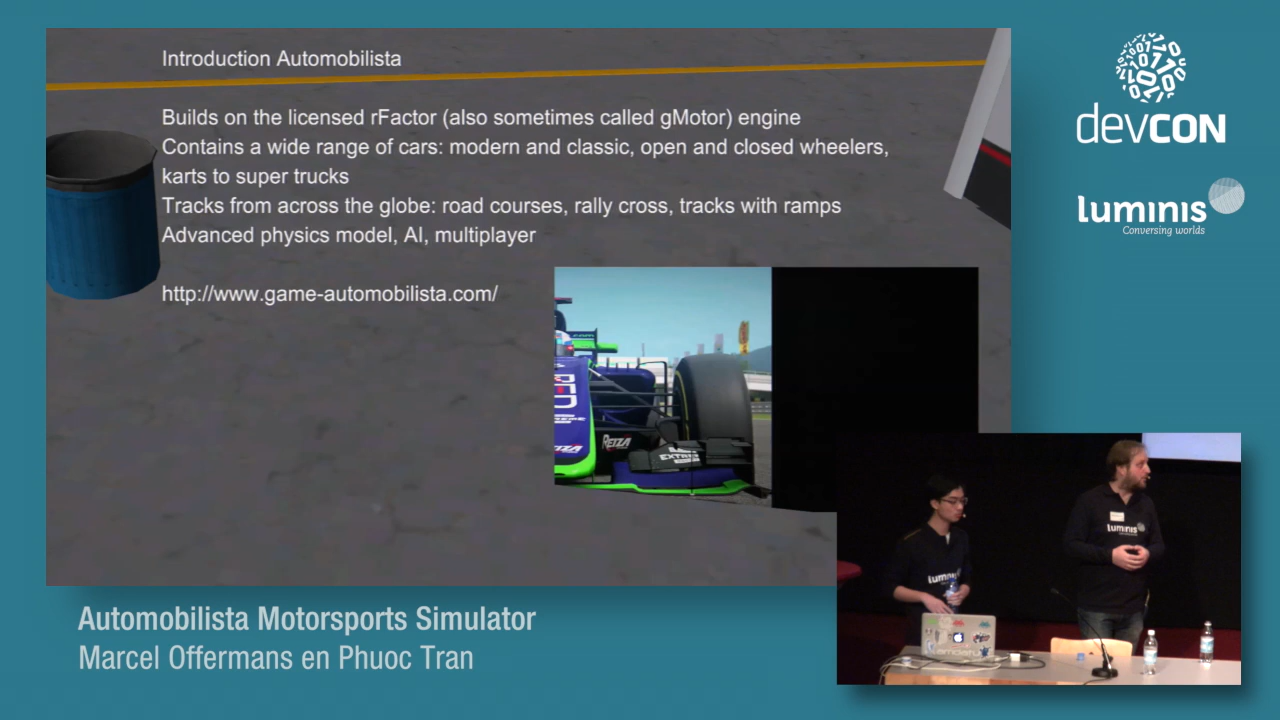 Introduction Automobilista
Builds on the licensed rFactor (also sometimes called gMotor) engine
Contains a wide range of cars: modern and classic, open and closed wheelers,
karts to super trucks
Tracks from across the globe: road courses, rally cross, tracks with ramps
Advanced physics model, AI, multiplayer
http://www.game-automobilista.com/
REIZA
devCON
luminis
Conversing worlds
luminis
Automobilista Motorsports Simulator
Marcel Offermans en Phuoc Tran